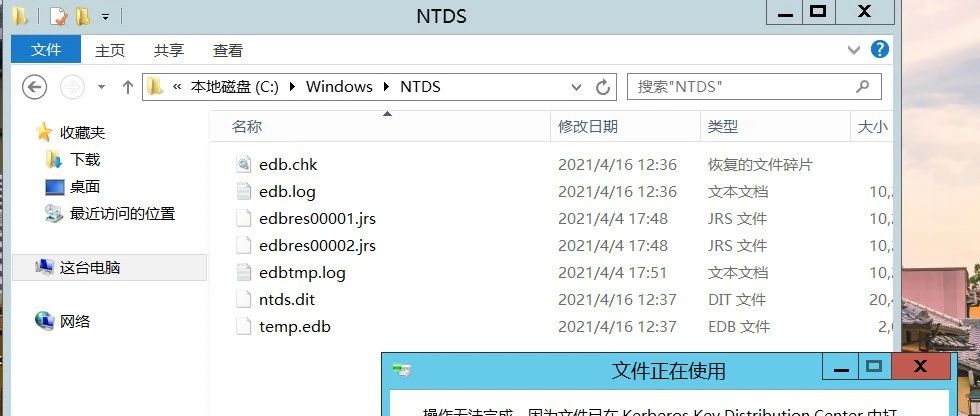 NTDS
文件 主页 共享 查看
« 本地磁盘 (C:) Windows NTDS 搜索"NTDS"
名称 修改日期 类型 大小
收藏夹
下载
桌面
最近访问的位置
这台电脑
网络
edb.chk 2021/4/16 12:36 恢复的文件碎片
edb.log 2021/4/16 12:36 文本文档 10,
edbres00001.jrs 2021/4/4 17:48 JRS 文件 10,
edbres00002.jrs 2021/4/4 17:48 JRS 文件 10,
edbtmp.log 2021/4/4 17:51 文本文档 10,
ntds.dit 2021/4/16 12:37 DIT 文件 20,
temp.edb 2021/4/16 12:37 EDB 文件 2,
文件正在使用
操作无法完成，因为文件已在 Kerberos Key Distribution Center 中打